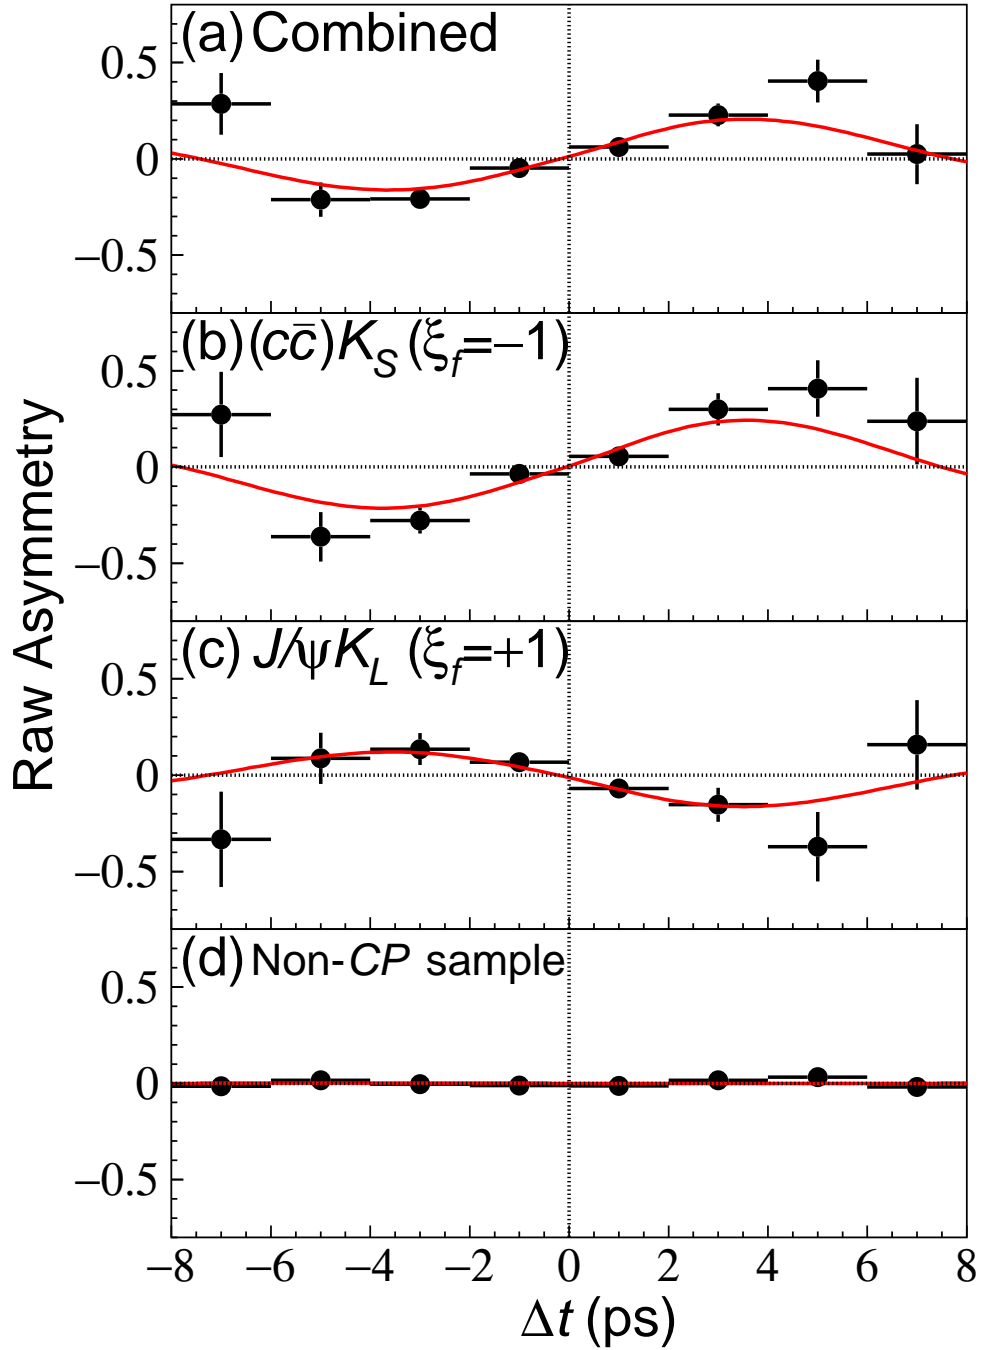 Raw Asymmetry
(a) Combined
0.5
0
−0.5
(b) (cc̄)K_S (ξ_f=−1)
0.5
0
−0.5
(c) J/ψK_L (ξ_f=+1)
0.5
0
−0.5
(d) Non-CP sample
0.5
0
−0.5
−8 −6 −4 −2 0 2 4 6 8
Δt (ps)